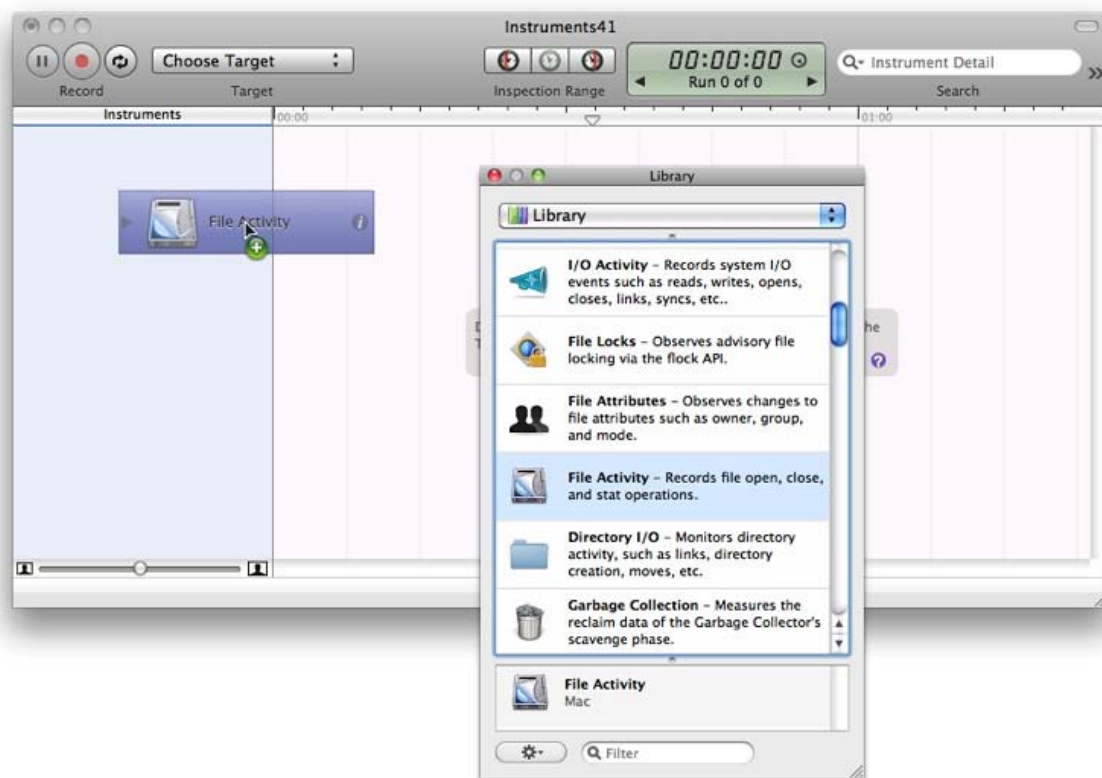 Instruments41
Choose Target
00:00:00
Run 0 of 0
Q Instrument Detail
Record
Target
Inspection Range
Search
Instruments
00:00
01:00
File Activity
Library
Library
I/O Activity – Records system I/O
events such as reads, writes, opens,
closes, links, syncs, etc..
File Locks – Observes advisory file
locking via the flock API.
he
File Attributes – Observes changes to
file attributes such as owner, group,
and mode.
File Activity – Records file open, close,
and stat operations.
Directory I/O – Monitors directory
activity, such as links, directory
creation, moves, etc.
Garbage Collection – Measures the
reclaim data of the Garbage Collector's
scavenge phase.
File Activity
Mac
Filter